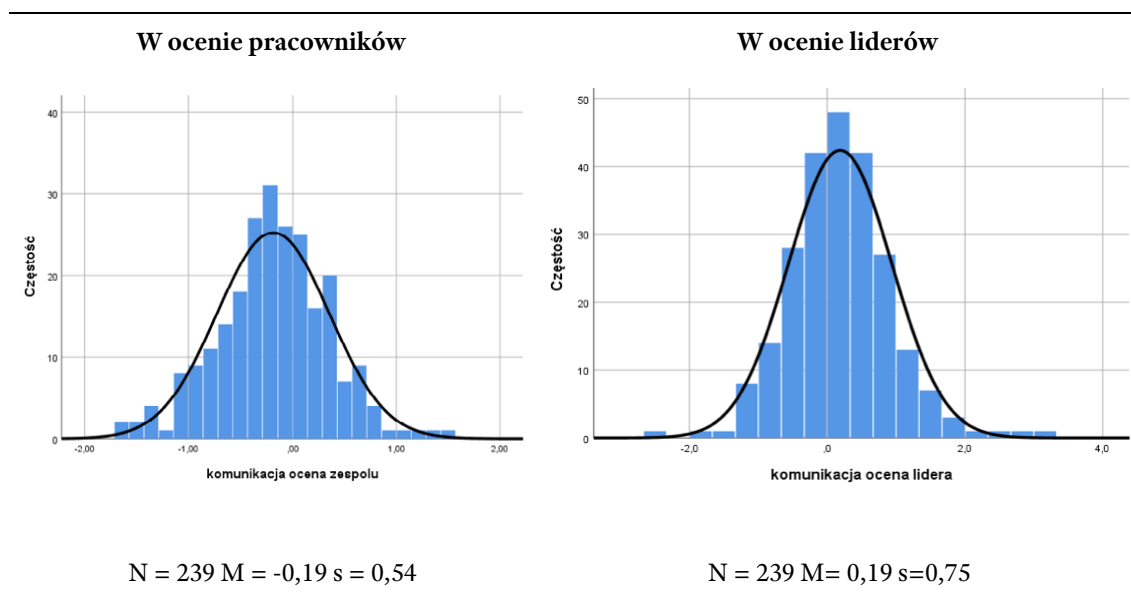 W ocenie pracowników
W ocenie liderów
40
30
20
10
0
Częstość
-2,00
-1,00
,00
1,00
2,00
komunikacja ocena zespolu
50
40
30
20
10
0
Częstość
-2,0
,0
2,0
4,0
komunikacja ocena lidera
N = 239 M = -0,19 s = 0,54
N = 239 M= 0,19 s=0,75